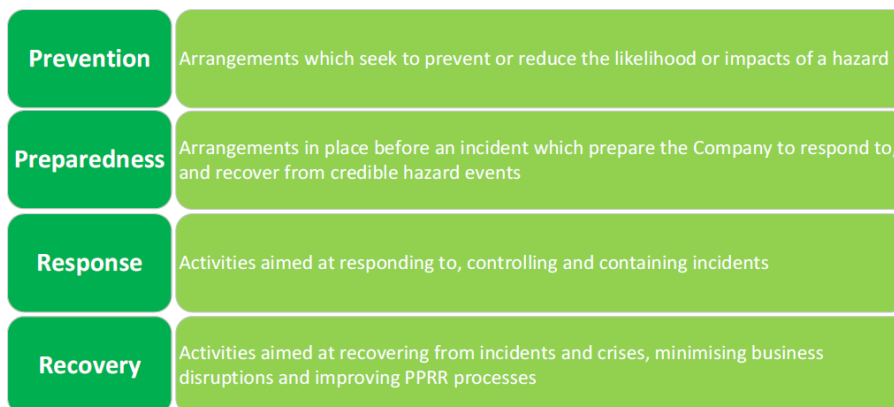 Prevention
Arrangements which seek to prevent or reduce the likelihood or impacts of a hazard
Preparedness
Arrangements in place before an incident which prepare the Company to respond to,
and recover from credible hazard events
Response
Activities aimed at responding to, controlling and containing incidents
Recovery
Activities aimed at recovering from incidents and crises, minimising business
disruptions and improving PPRR processes